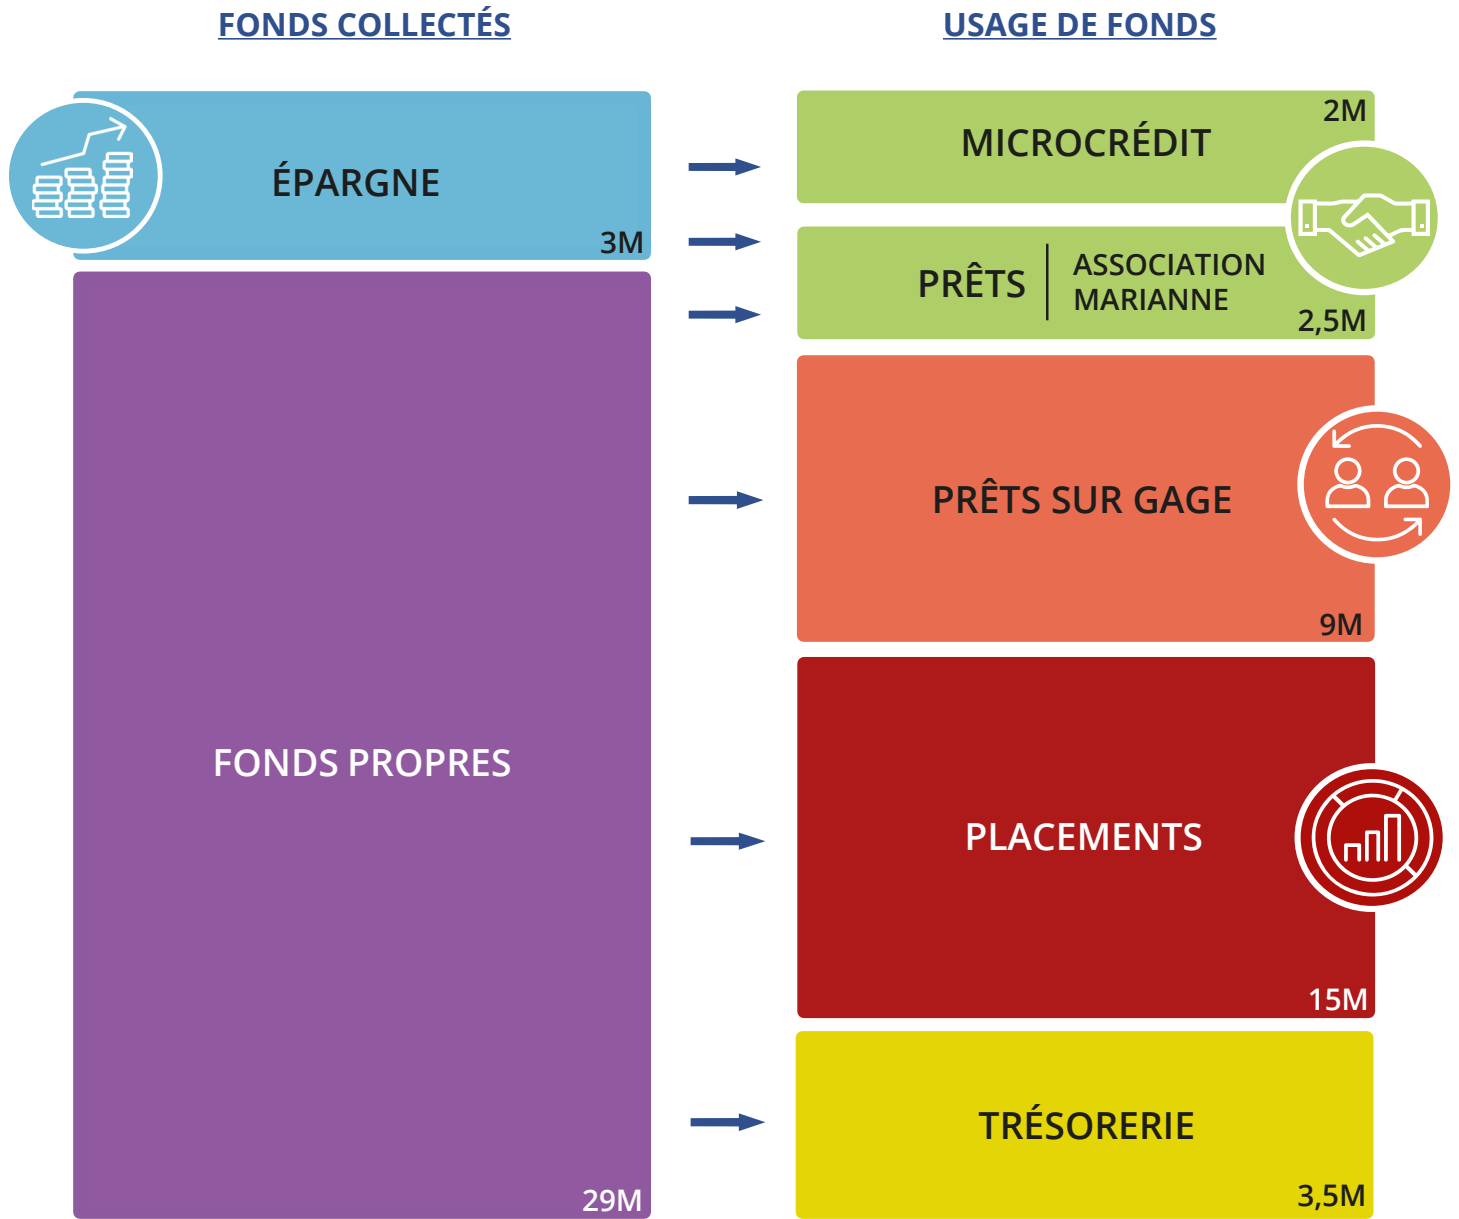 FONDS COLLECTÉS
ÉPARGNE
3M
FONDS PROPRES
29M
USAGE DE FONDS
2M
MICROCRÉDIT
PRÊTS
ASSOCIATION
MARIANNE
2,5M
PRÊTS SUR GAGE
9M
PLACEMENTS
15M
TRÉSORERIE
3,5M